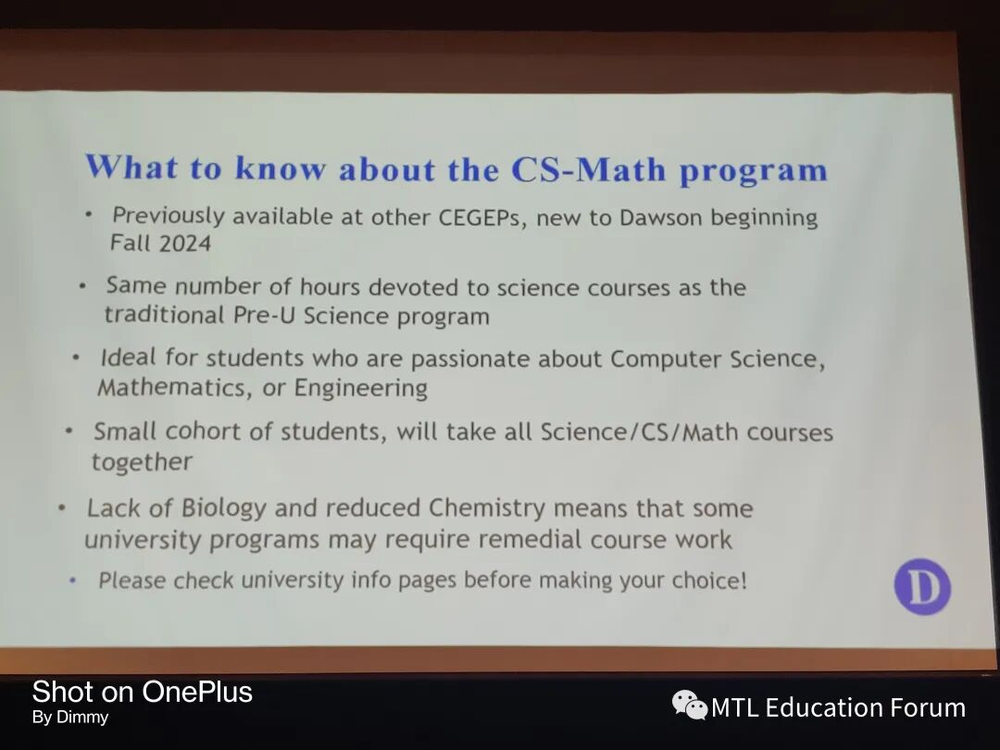 What to know about the CS-Math program
• Previously available at other CEGEPs, new to Dawson beginning
Fall 2024
• Same number of hours devoted to science courses as the
traditional Pre-U Science program
• Ideal for students who are passionate about Computer Science,
Mathematics, or Engineering
• Small cohort of students, will take all Science/CS/Math courses
together
• Lack of Biology and reduced Chemistry means that some
university programs may require remedial course work
• Please check university info pages before making your choice!
D
Shot on OnePlus
By Dimmy
MTL Education Forum